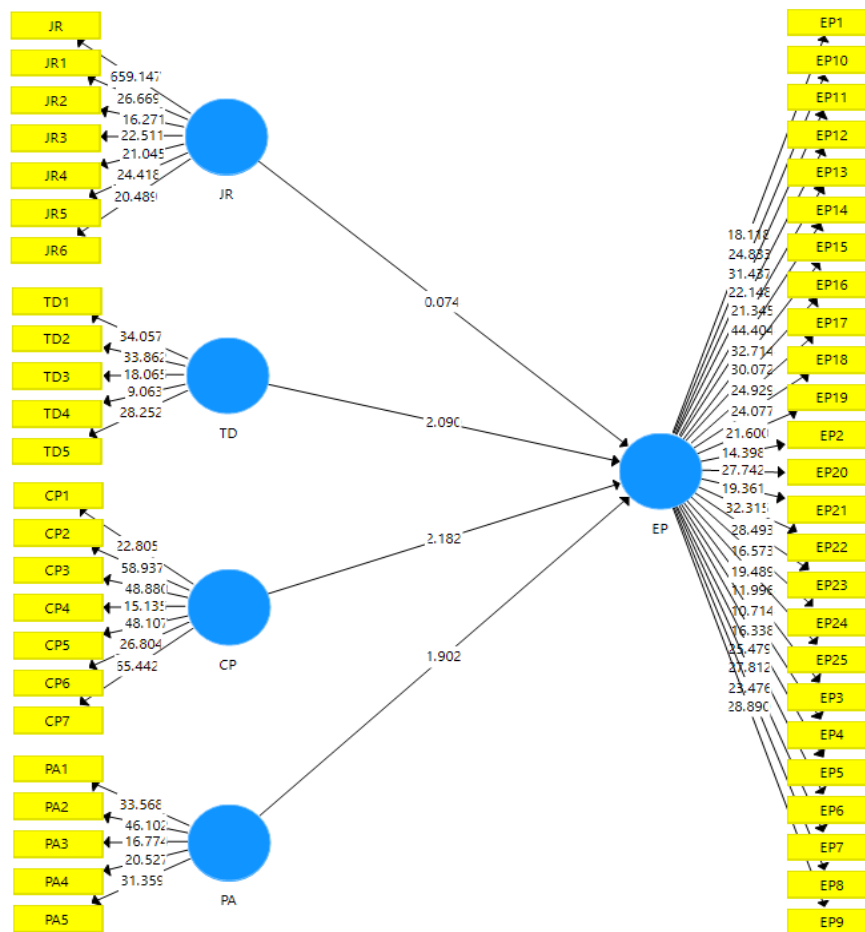 JR
JR1
JR2
JR3
JR4
JR5
JR6
659.147
26.669
16.271
22.511
21.045
24.418
20.489
JR
TD1
TD2
TD3
TD4
TD5
34.057
33.862
18.065
9.063
28.252
TD
CP1
CP2
CP3
CP4
CP5
CP6
CP7
22.805
58.937
48.880
15.135
48.107
26.804
55.442
CP
PA1
PA2
PA3
PA4
PA5
33.568
46.102
16.774
20.527
31.359
PA
0.074
2.090
2.182
1.902
EP
18.118
24.833
31.437
22.148
21.345
44.404
32.714
30.072
24.929
24.077
21.600
14.398
27.742
19.361
32.315
28.493
16.573
19.489
11.996
10.714
16.338
25.479
27.812
23.476
28.890
EP1
EP10
EP11
EP12
EP13
EP14
EP15
EP16
EP17
EP18
EP19
EP2
EP20
EP21
EP22
EP23
EP24
EP25
EP3
EP4
EP5
EP6
EP7
EP8
EP9